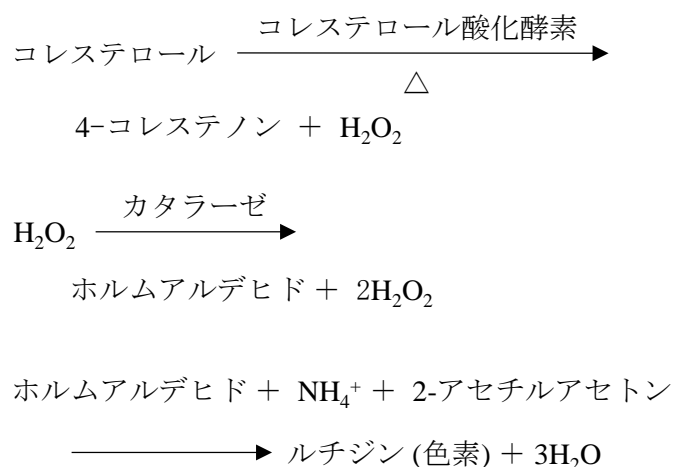 コレステロール酸化酵素
コレステロール
△
4-コレステノン + H₂O₂
カタラーゼ
H₂O₂
ホルムアルデヒド + 2H₂O₂
ホルムアルデヒド + NH₄⁺ + 2-アセチルアセトン
ルチジン (色素) + 3H₂O